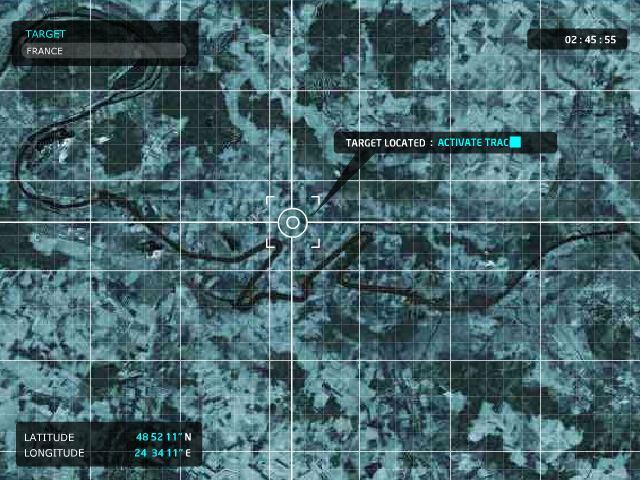 TARGET
FRANCE
02 : 45 : 55
TARGET LOCATED : ACTIVATE TRAC
LATITUDE 48 52 11" N
LONGITUDE 24 34 11" E